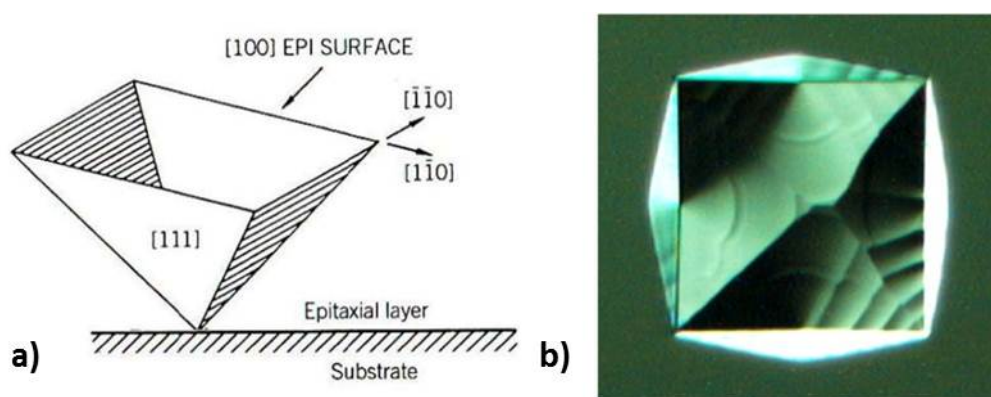 [100] EPI SURFACE
[1̄1̄0]
[11̄0]
[111]
Epitaxial layer
Substrate
a)
b)